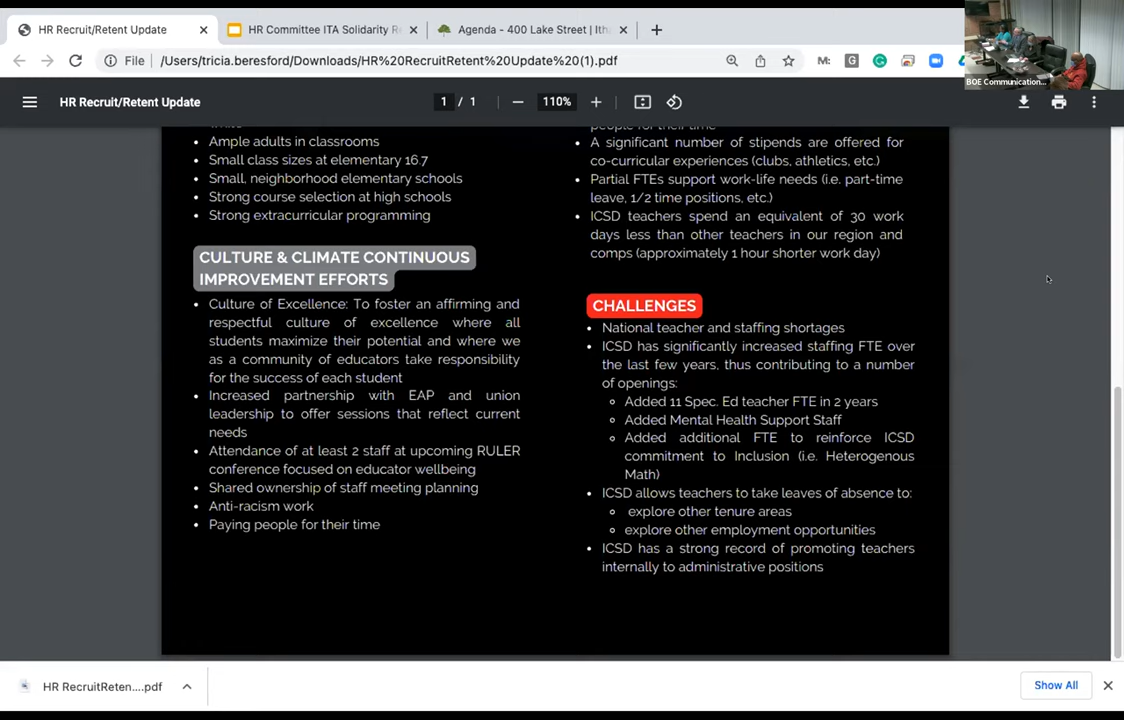 HR Recruit/Retent Update
HR Committee ITA Solidarity R
Agenda - 400 Lake Street | Ith
File
/Users/tricia.beresford/Downloads/HR%20RecruitRetent%20Update%20(1).pdf
M:
G
BOE Communication...
HR Recruit/Retent Update
1 / 1
110%
Ample adults in classrooms
Small class sizes at elementary 16.7
Small, neighborhood elementary schools
Strong course selection at high schools
Strong extracurricular programming
CULTURE & CLIMATE CONTINUOUS
IMPROVEMENT EFFORTS
Culture of Excellence: To foster an affirming and
respectful culture of excellence where all
students maximize their potential and where we
as a community of educators take responsibility
for the success of each student
Increased partnership with EAP and union
leadership to offer sessions that reflect current
needs
Attendance of at least 2 staff at upcoming RULER
conference focused on educator wellbeing
Shared ownership of staff meeting planning
Anti-racism work
Paying people for their time
people for their time
A significant number of stipends are offered for
co-curricular experiences (clubs, athletics, etc.)
Partial FTEs support work-life needs (i.e. part-time
leave, 1/2 time positions, etc.)
ICSD teachers spend an equivalent of 30 work
days less than other teachers in our region and
comps (approximately 1 hour shorter work day)
CHALLENGES
National teacher and staffing shortages
ICSD has significantly increased staffing FTE over
the last few years, thus contributing to a number
of openings:
Added 11 Spec. Ed teacher FTE in 2 years
Added Mental Health Support Staff
Added additional FTE to reinforce ICSD
commitment to Inclusion (i.e. Heterogenous
Math)
ICSD allows teachers to take leaves of absence to:
explore other tenure areas
explore other employment opportunities
ICSD has a strong record of promoting teachers
internally to administrative positions
HR RecruitReten....pdf
Show All